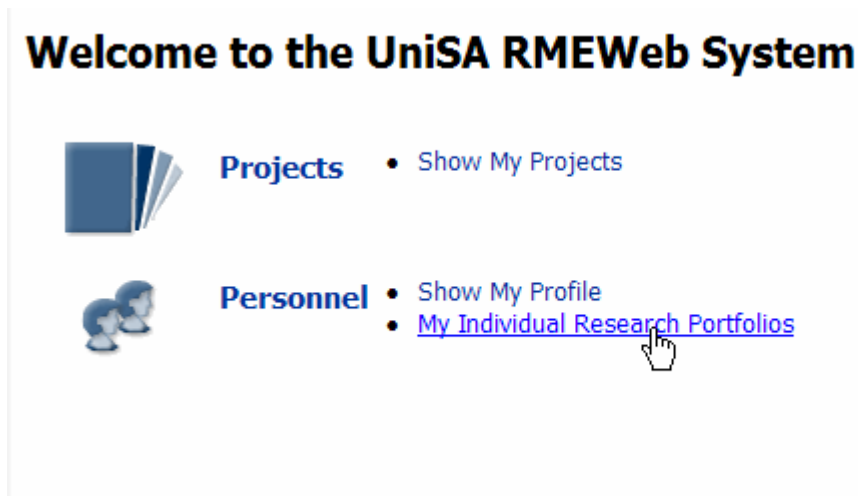 Welcome to the UniSA RMEWeb System
Projects
• Show My Projects
Personnel
• Show My Profile
• My Individual Research Portfolios